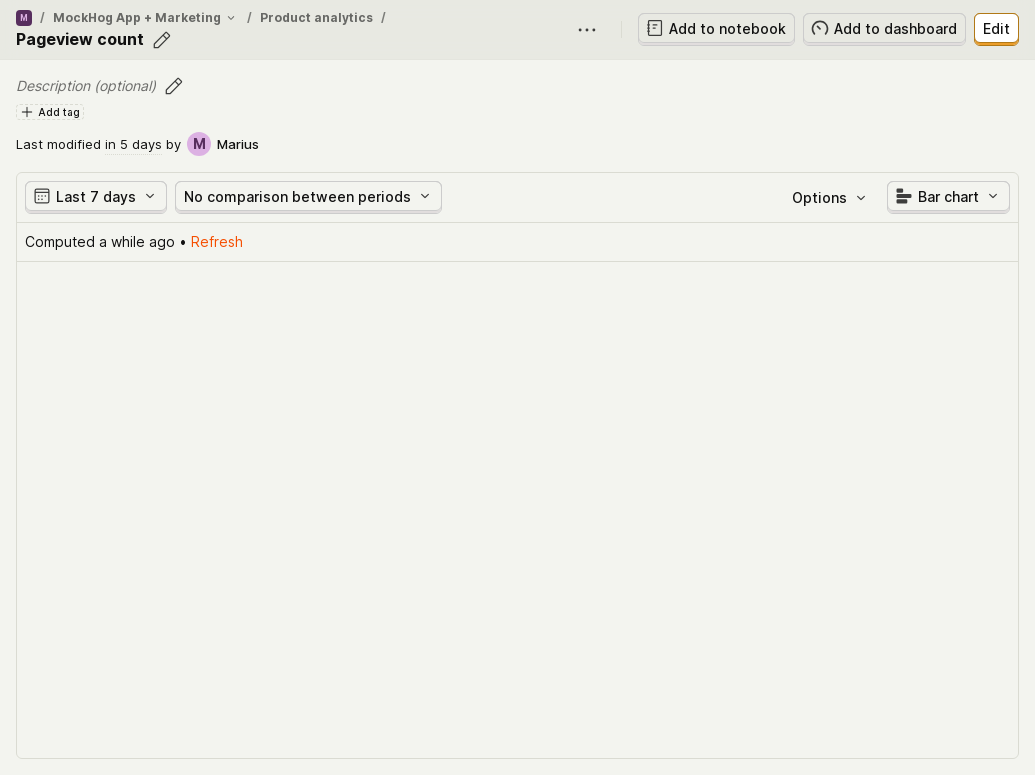 M / MockHog App + Marketing / Product analytics /
Pageview count
Add to notebook
Add to dashboard
Edit
Description (optional)
Add tag
Last modified in 5 days by M Marius
Last 7 days
No comparison between periods
Options
Bar chart
Computed a while ago • Refresh